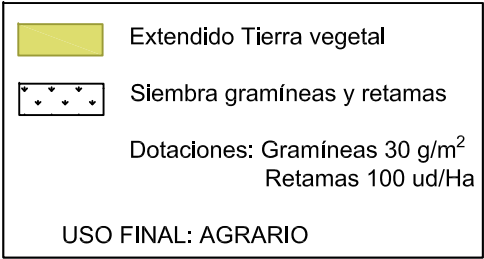 Extendido Tierra vegetal
Siembra gramíneas y retamas
Dotaciones: Gramíneas 30 g/m²
Retamas 100 ud/Ha
USO FINAL: AGRARIO